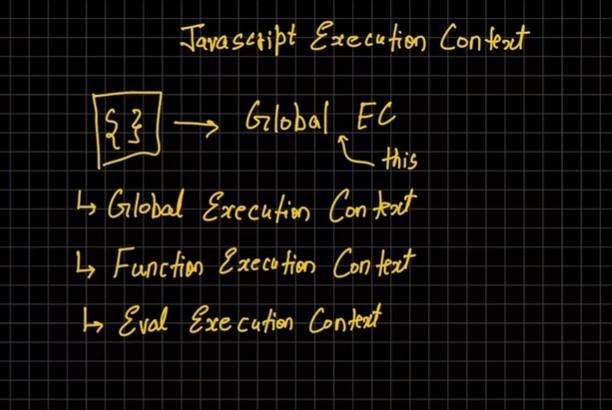 Javascript Execution Context
{} → Global EC
this
↳ Global Execution Context
↳ Function Execution Context
↳ Eval Execution Context